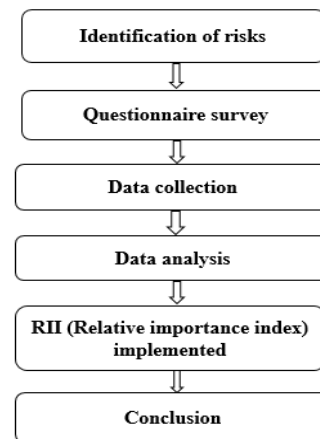 Identification of risks
Questionnaire survey
Data collection
Data analysis
RII (Relative importance index)
implemented
Conclusion